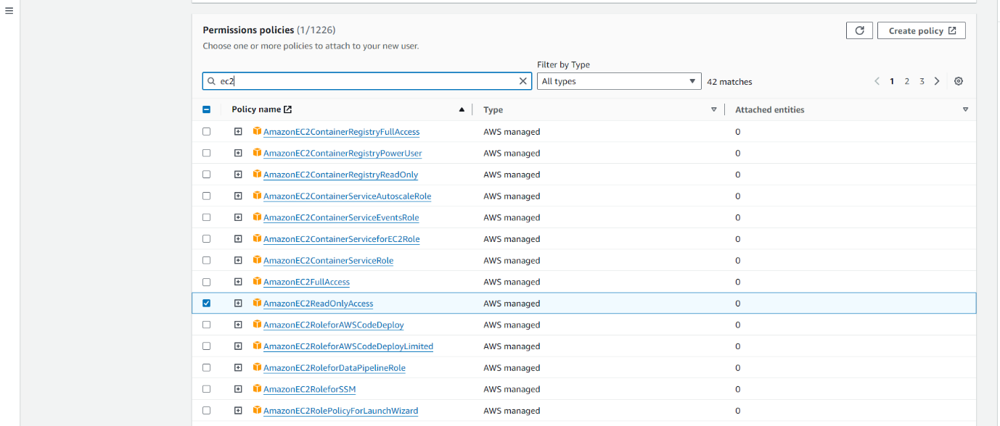 Permissions policies (1/1226)
Create policy
Choose one or more policies to attach to your new user.
Filter by Type
ec2
All types
42 matches
1 2 3
Policy name Type Attached entities
AmazonEC2ContainerRegistryFullAccess AWS managed 0
AmazonEC2ContainerRegistryPowerUser AWS managed 0
AmazonEC2ContainerRegistryReadOnly AWS managed 0
AmazonEC2ContainerServiceAutoscaleRole AWS managed 0
AmazonEC2ContainerServiceEventsRole AWS managed 0
AmazonEC2ContainerServiceforEC2Role AWS managed 0
AmazonEC2ContainerServiceRole AWS managed 0
AmazonEC2FullAccess AWS managed 0
AmazonEC2ReadOnlyAccess AWS managed 0
AmazonEC2RoleforAWSCodeDeploy AWS managed 0
AmazonEC2RoleforAWSCodeDeployLimited AWS managed 0
AmazonEC2RoleforDataPipelineRole AWS managed 0
AmazonEC2RoleforSSM AWS managed 0
AmazonEC2RolePolicyForLaunchWizard AWS managed 0